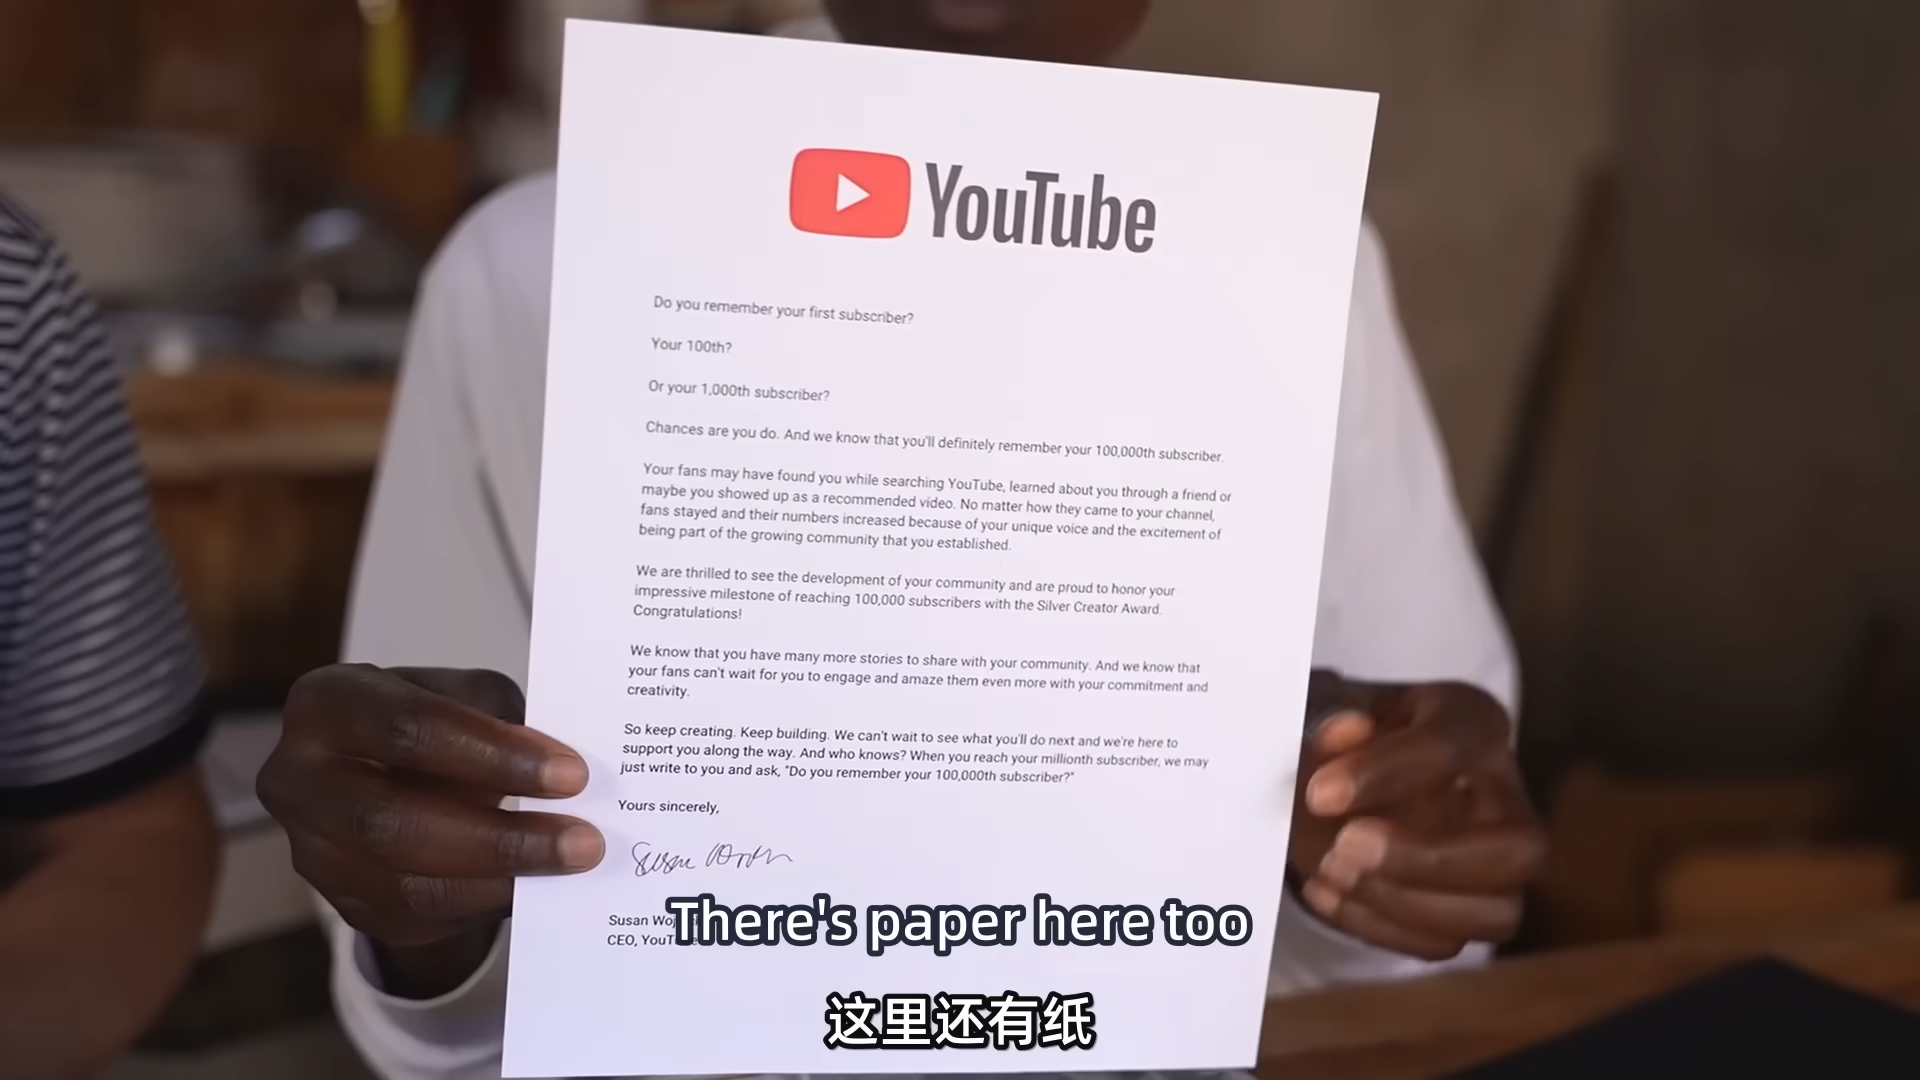 YouTube
Do you remember your first subscriber?
Your 100th?
Or your 1,000th subscriber?
Chances are you do. And we know that you'll definitely remember your 100,000th subscriber.
Your fans may have found you while searching YouTube, learned about you through a friend or
maybe you showed up as a recommended video. No matter how they came to your channel,
fans stayed and their numbers increased because of your unique voice and the excitement of
being part of the growing community that you established.
We are thrilled to see the development of your community and are proud to honor your
impressive milestone of reaching 100,000 subscribers with the Silver Creator Award.
Congratulations!
We know that you have many more stories to share with your community. And we know that
your fans can't wait for you to engage and amaze them even more with your commitment and
creativity.
So keep creating. Keep building. We can't wait to see what you'll do next and we're here to
support you along the way. And who knows? When you reach your millionth subscriber, we may
just write to you and ask, "Do you remember your 100,000th subscriber?"
Yours sincerely,
Susan
CEO,
There's paper here too
这里还有纸